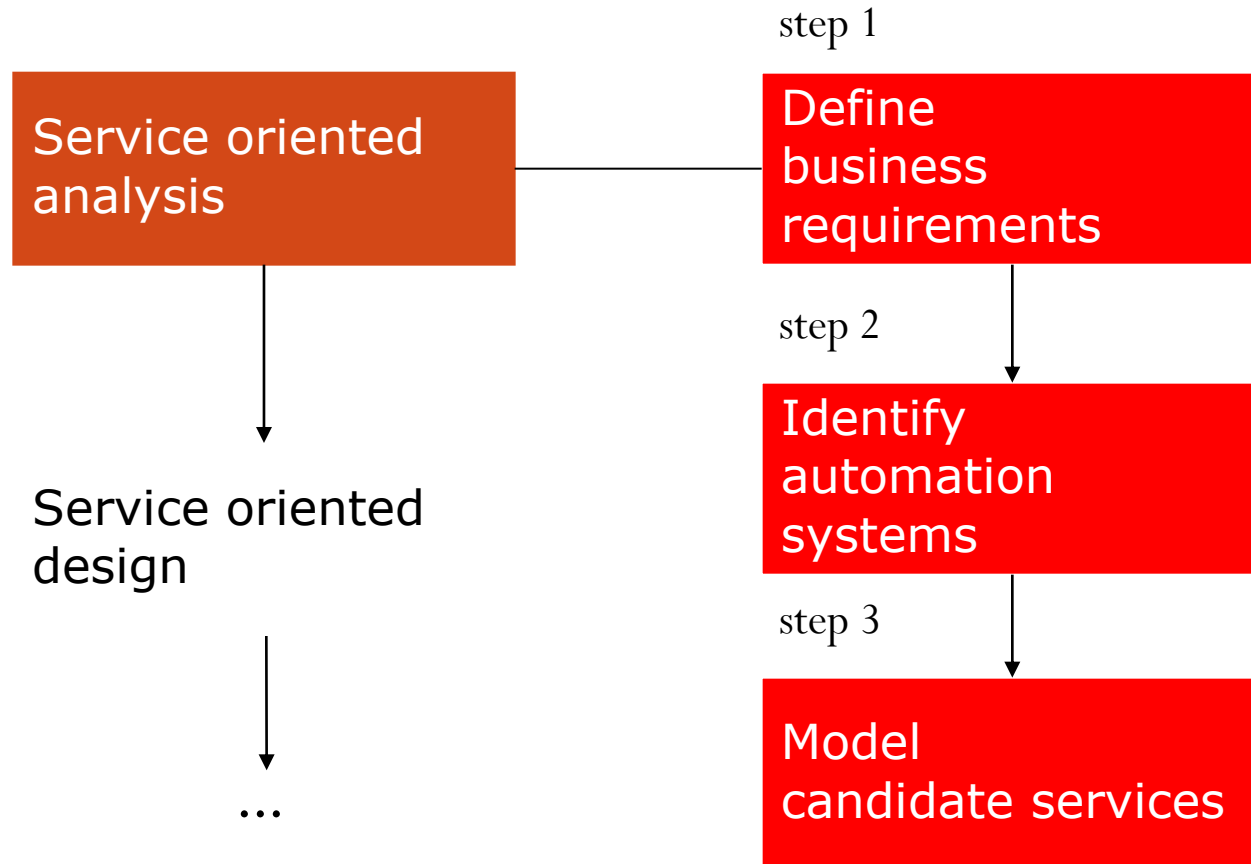 Service oriented
analysis
Service oriented
design
...
step 1
Define
business
requirements
step 2
Identify
automation
systems
step 3
Model
candidate services